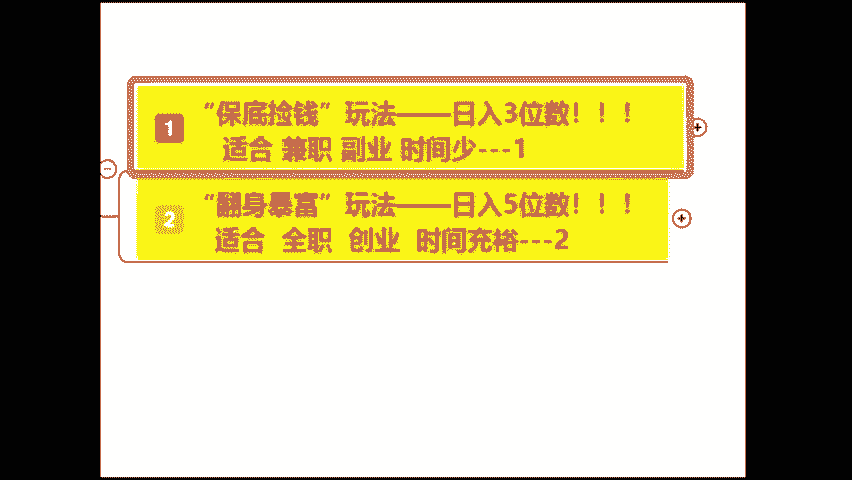 1 “保底捡钱”玩法——日入3位数！！！
适合 兼职 副业 时间少---1
2 “翻身暴富”玩法——日入5位数！！！
适合 全职 创业 时间充裕---2